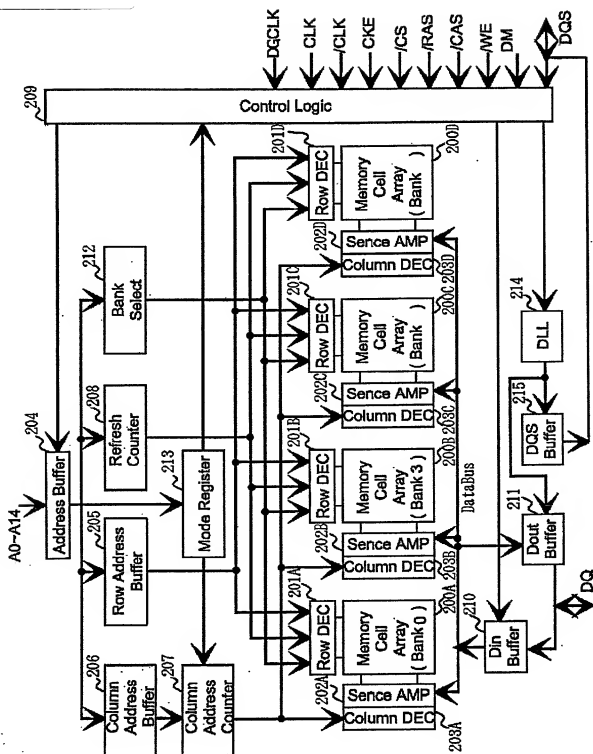 A0~A14
204
Address Buffer
206
Column
Address
Buffer
205
Row Address
Buffer
208
Refresh
Counter
212
Bank
Select
207
Column
Address
Counter
213
Mode Register
209
Control Logic
DGCLK
CLK
/CLK
CKE
/CS
/RAS
/CAS
/WE
DM
DQS
201A
Row DEC
202A
Memory
Cell
Array
(Bank 0)
Sence AMP
Column DEC
203A
200A
201B
Row DEC
202B
Memory
Cell
Array
(Bank 3)
Sence AMP
Column DEC
203B
200B
201C
Row DEC
202C
Memory
Cell
Array
(Bank )
Sence AMP
Column DEC
203C
200C
201D
Row DEC
202D
Memory
Cell
Array
(Bank )
Sence AMP
Column DEC
203D
200D
DataBus
210
Din
Buffer
211
Dout
Buffer
215
DQS
Buffer
214
DLL
DQ